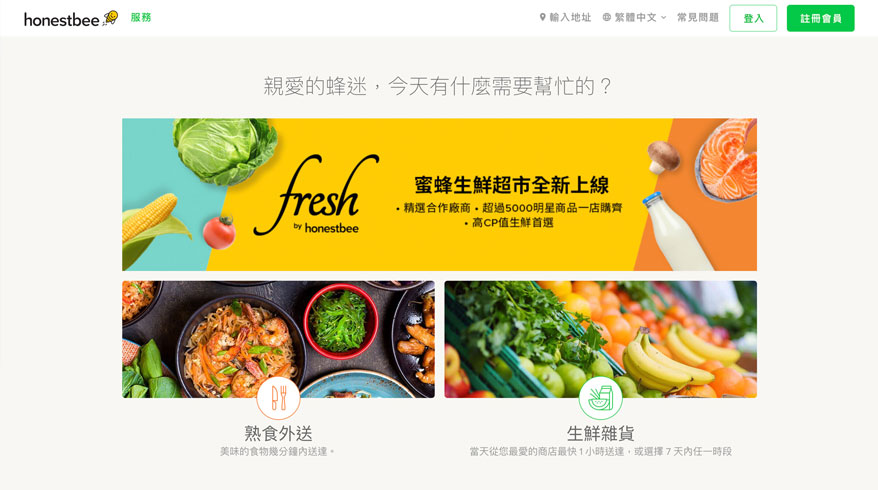 honestbee
服務
輸入地址
繁體中文
常見問題
登入
註冊會員
親愛的蜂迷，今天有什麼需要幫忙的？
fresh
by honestbee
蜜蜂生鮮超市全新上線
• 精選合作廠商 • 超過5000明星商品一店購齊
• 高CP值生鮮首選
熟食外送
美味的食物幾分鐘內送達。
生鮮雜貨
當天從您最愛的商店最快 1 小時送達，或選擇 7 天內任一時段